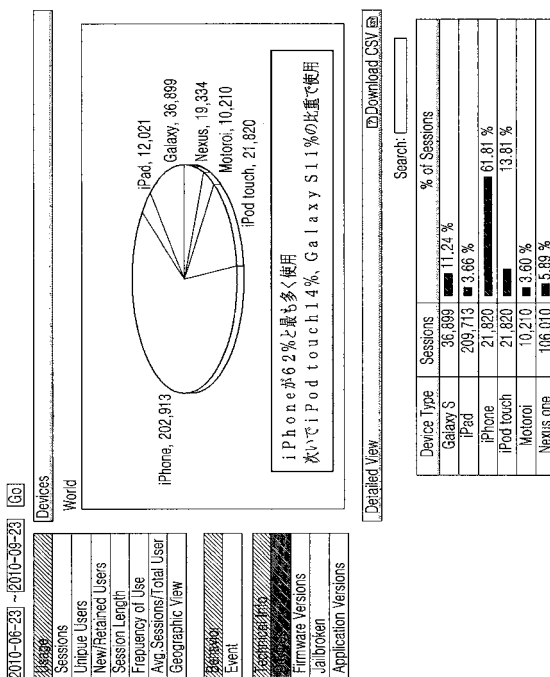 2010-06-23 ~ 2010-09-23 Go
Usage
Sessions
Unipue Users
New/Retained Users
Session Length
Frepuency of Use
Avg.Sessions/Total User
Geographic View
Behavior
Event
Technical Info
Firmware Versions
Jailbroken
Application Versions
Devices
World
iPhone, 202,913
iPad, 12,021
Galaxy, 36,899
Nexus, 19,334
Motoroi, 10,210
iPod touch, 21,820
iPhoneが62%と最も多く使用
次いでiPod touch14%、Galaxy S11%の比重で使用
Detailed View
Download CSV
Search:
Device Type Sessions % of Sessions
Galaxy S 36,899 11.24 %
iPad 209,713 3.66 %
iPhone 21,820 61.81 %
iPod touch 21,820 13.81 %
Motoroi 10,210 3.60 %
Nexus one 106,010 5.89 %